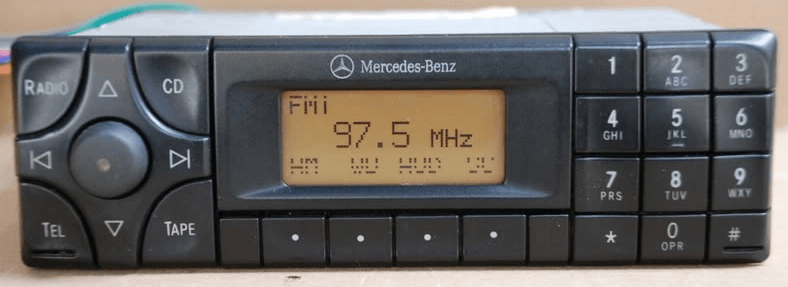 Mercedes-Benz
RADIO
CD
TEL
TAPE
FM
97.5 MHz
1
2 ABC
3 DEF
4 GHI
5 JKL
6 MNO
7 PRS
8 TUV
9 WXY
*
0 OPR
#